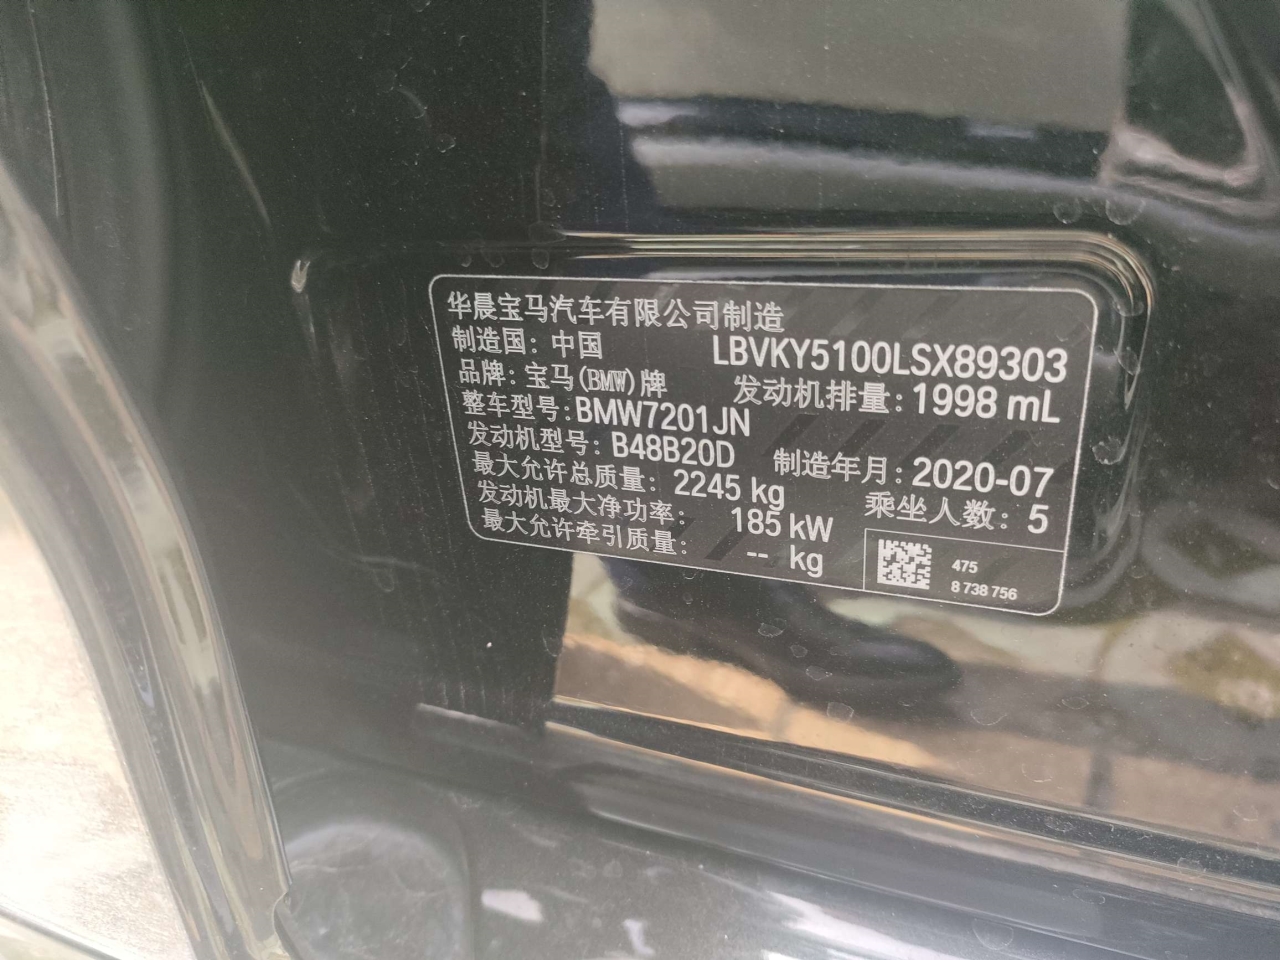 华晨宝马汽车有限公司制造
制造国：中国 LBVKY5100LSX89303
品牌：宝马(BMW)牌 发动机排量：1998 mL
整车型号：BMW7201JN
发动机型号：B48B20D 制造年月：2020-07
最大允许总质量：2245 kg 乘坐人数：5
发动机最大净功率：185 kW
最大允许牵引质量：-- kg
475
8 738 756